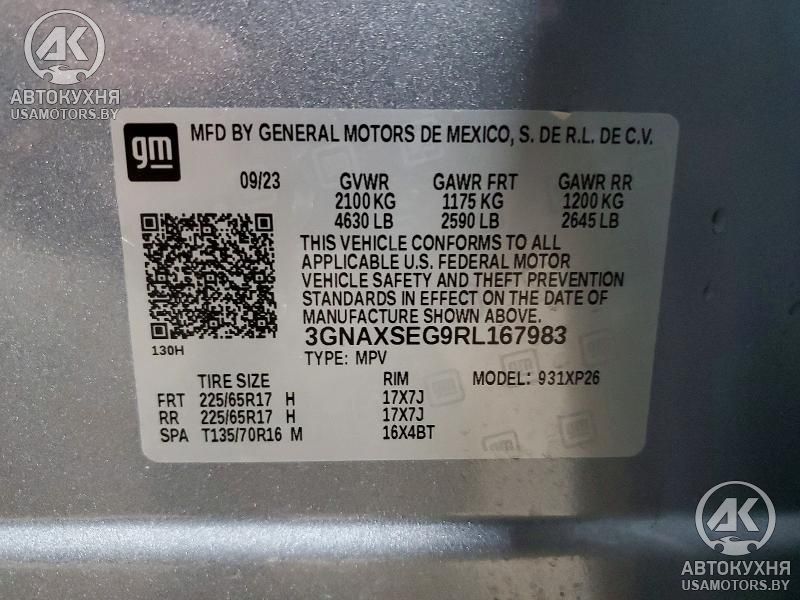 AK
АВТОКУХНЯ
USAMOTORS.BY
gm
MFD BY GENERAL MOTORS DE MEXICO, S. DE R.L. DE C.V.
09/23 GVWR GAWR FRT GAWR RR
2100 KG 1175 KG 1200 KG
4630 LB 2590 LB 2645 LB
THIS VEHICLE CONFORMS TO ALL
APPLICABLE U.S. FEDERAL MOTOR
VEHICLE SAFETY AND THEFT PREVENTION
STANDARDS IN EFFECT ON THE DATE OF
MANUFACTURE SHOWN ABOVE.
3GNAXSEG9RL167983
130H
TYPE: MPV
TIRE SIZE RIM MODEL: 931XP26
FRT 225/65R17 H 17X7J
RR 225/65R17 H 17X7J
SPA T135/70R16 M 16X4BT
AK
АВТОКУХНЯ
USAMOTORS.BY